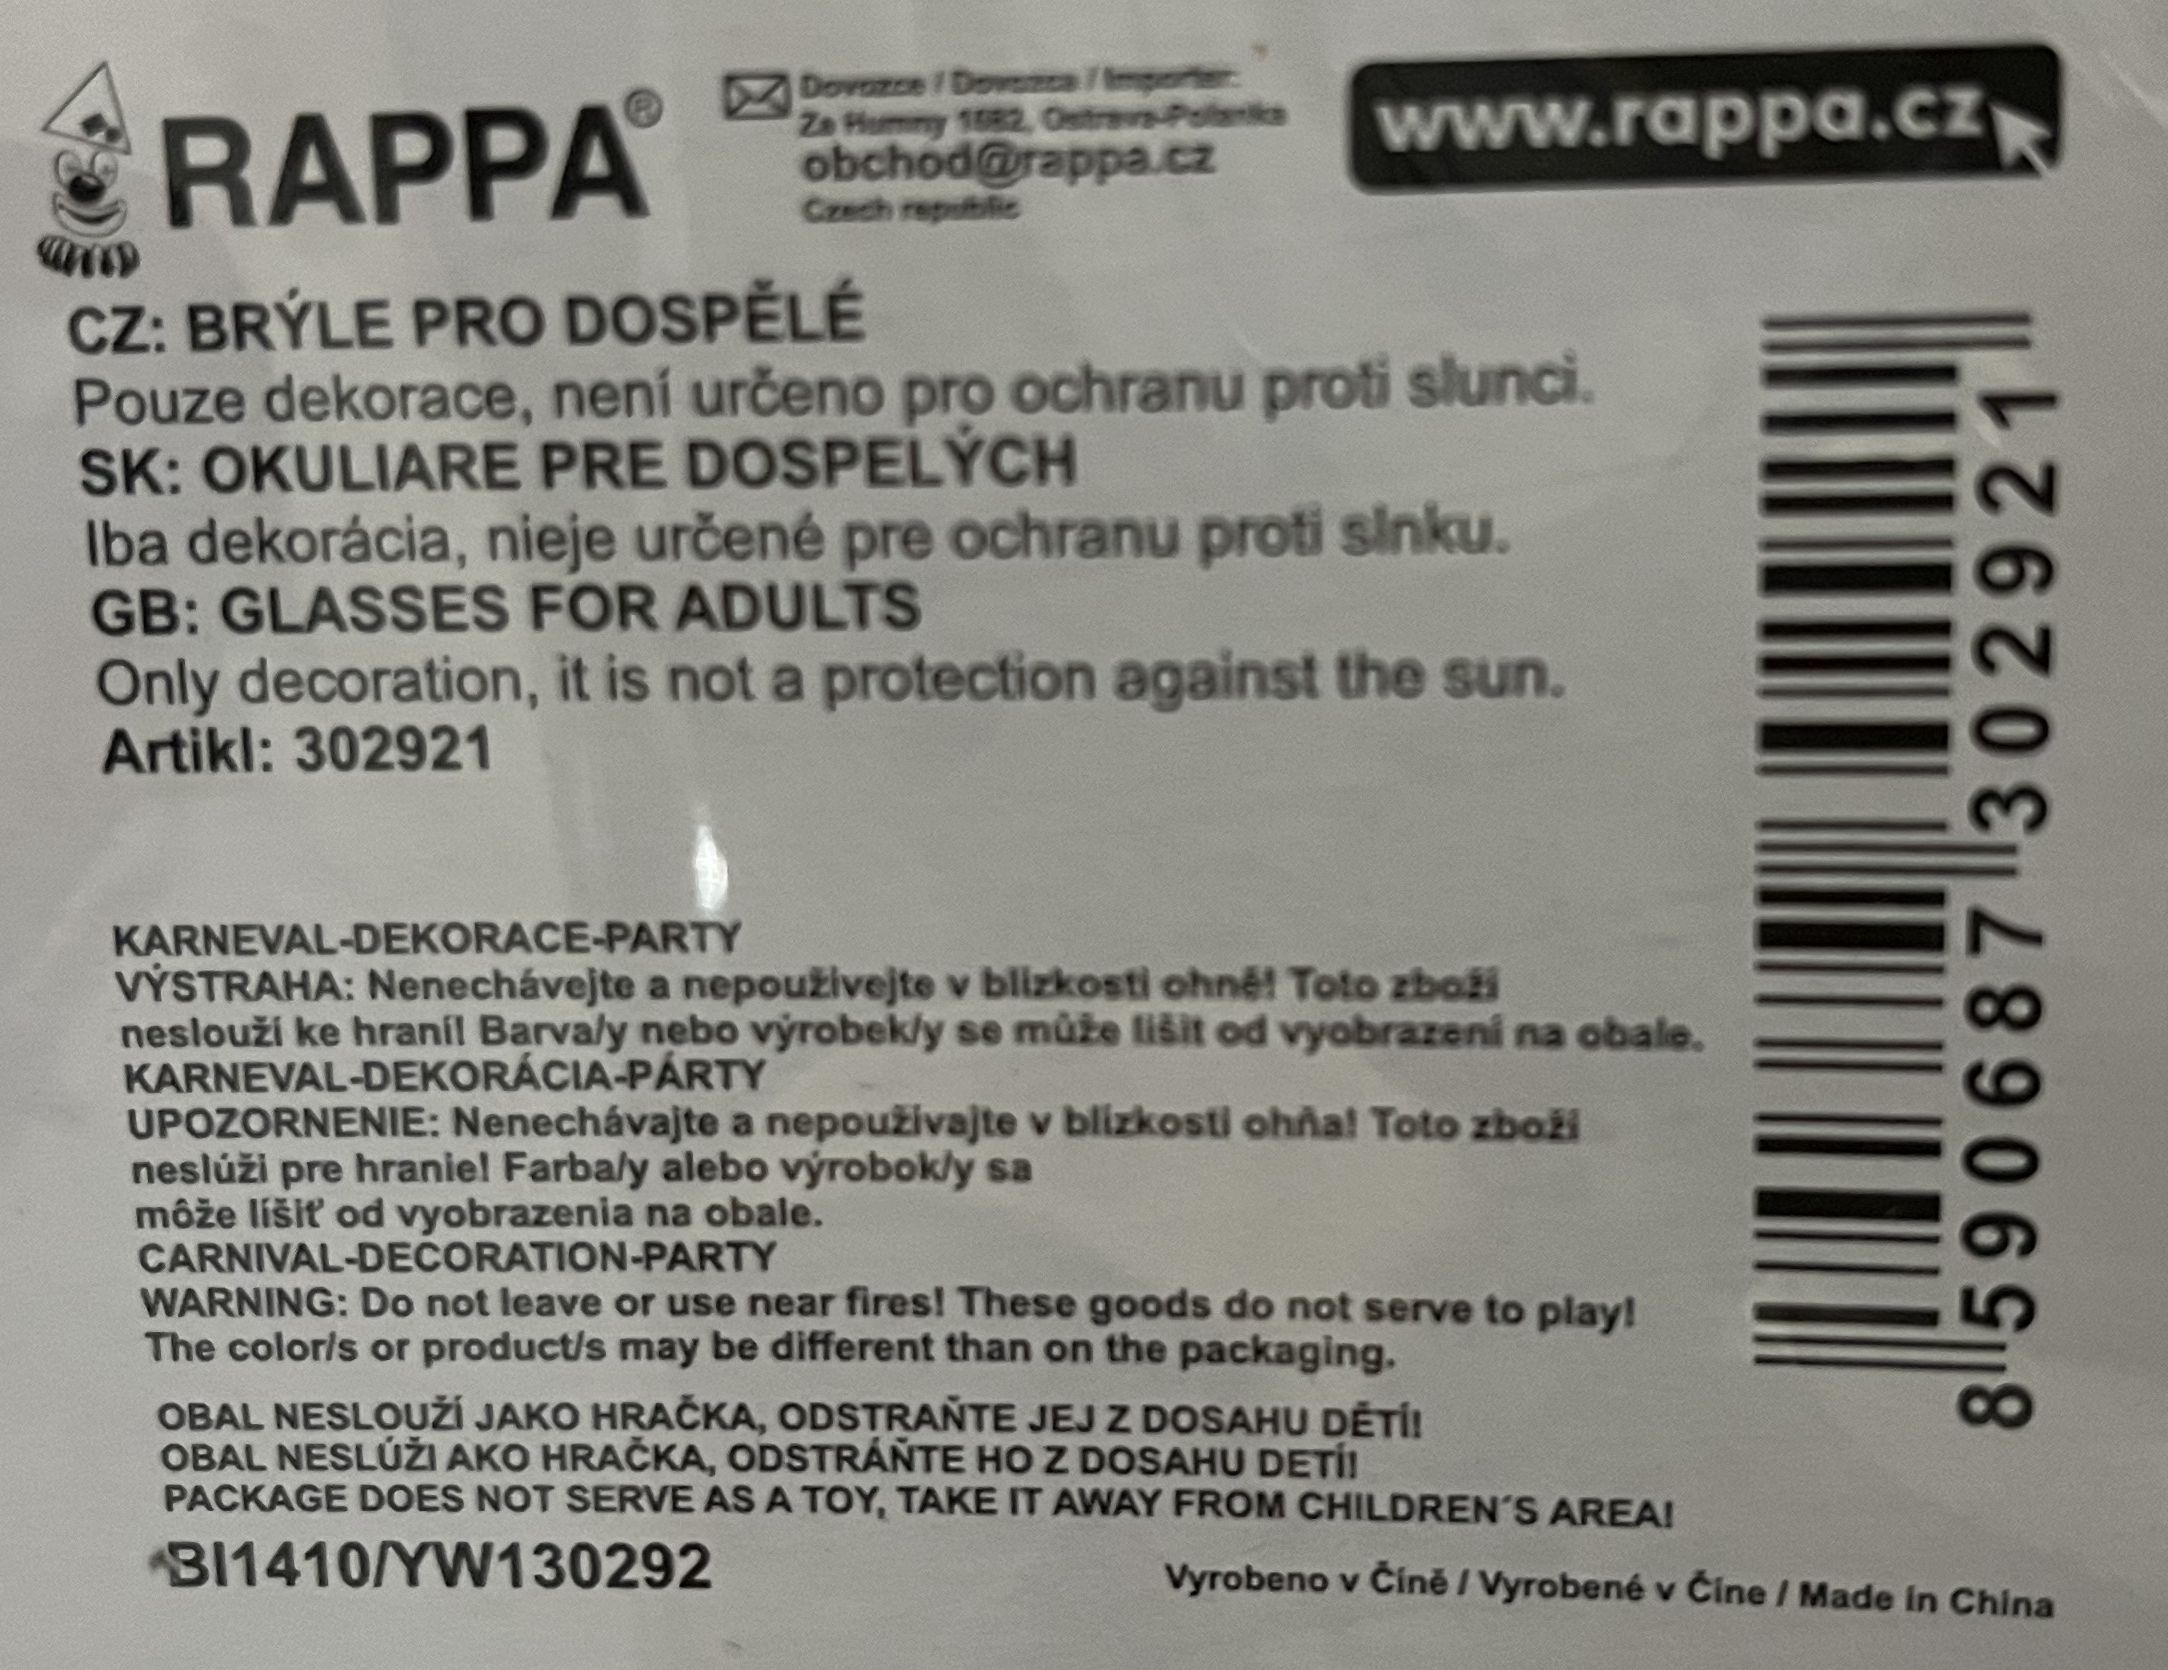 RAPPA®
Dovozce / Dovozca / Importer:
Za Humny 1682, Ostrava-Polanka
obchod@rappa.cz
Czech republic
www.rappa.cz
CZ: BRÝLE PRO DOSPĚLÉ
Pouze dekorace, není určeno pro ochranu proti slunci.
SK: OKULIARE PRE DOSPELÝCH
Iba dekorácia, nieje určené pre ochranu proti slnku.
GB: GLASSES FOR ADULTS
Only decoration, it is not a protection against the sun.
Artikl: 302921
KARNEVAL-DEKORACE-PARTY
VÝSTRAHA: Nenechávejte a nepoužívejte v blízkosti ohně! Toto zboží
neslouží ke hraní! Barva/y nebo výrobek/y se může lišit od vyobrazení na obale.
KARNEVAL-DEKORÁCIA-PÁRTY
UPOZORNENIE: Nenechávajte a nepoužívajte v blízkosti ohňa! Toto zboží
neslúži pre hranie! Farba/y alebo výrobok/y sa
môže líšiť od vyobrazenia na obale.
CARNIVAL-DECORATION-PARTY
WARNING: Do not leave or use near fires! These goods do not serve to play!
The color/s or product/s may be different than on the packaging.
OBAL NESLOUŽÍ JAKO HRAČKA, ODSTRAŇTE JEJ Z DOSAHU DĚTÍ!
OBAL NESLÚŽI AKO HRAČKA, ODSTRÁŇTE HO Z DOSAHU DETÍ!
PACKAGE DOES NOT SERVE AS A TOY, TAKE IT AWAY FROM CHILDREN´S AREA!
BI1410/YW130292
Vyrobeno v Číně / Vyrobené v Číne / Made in China
8 590687 302921